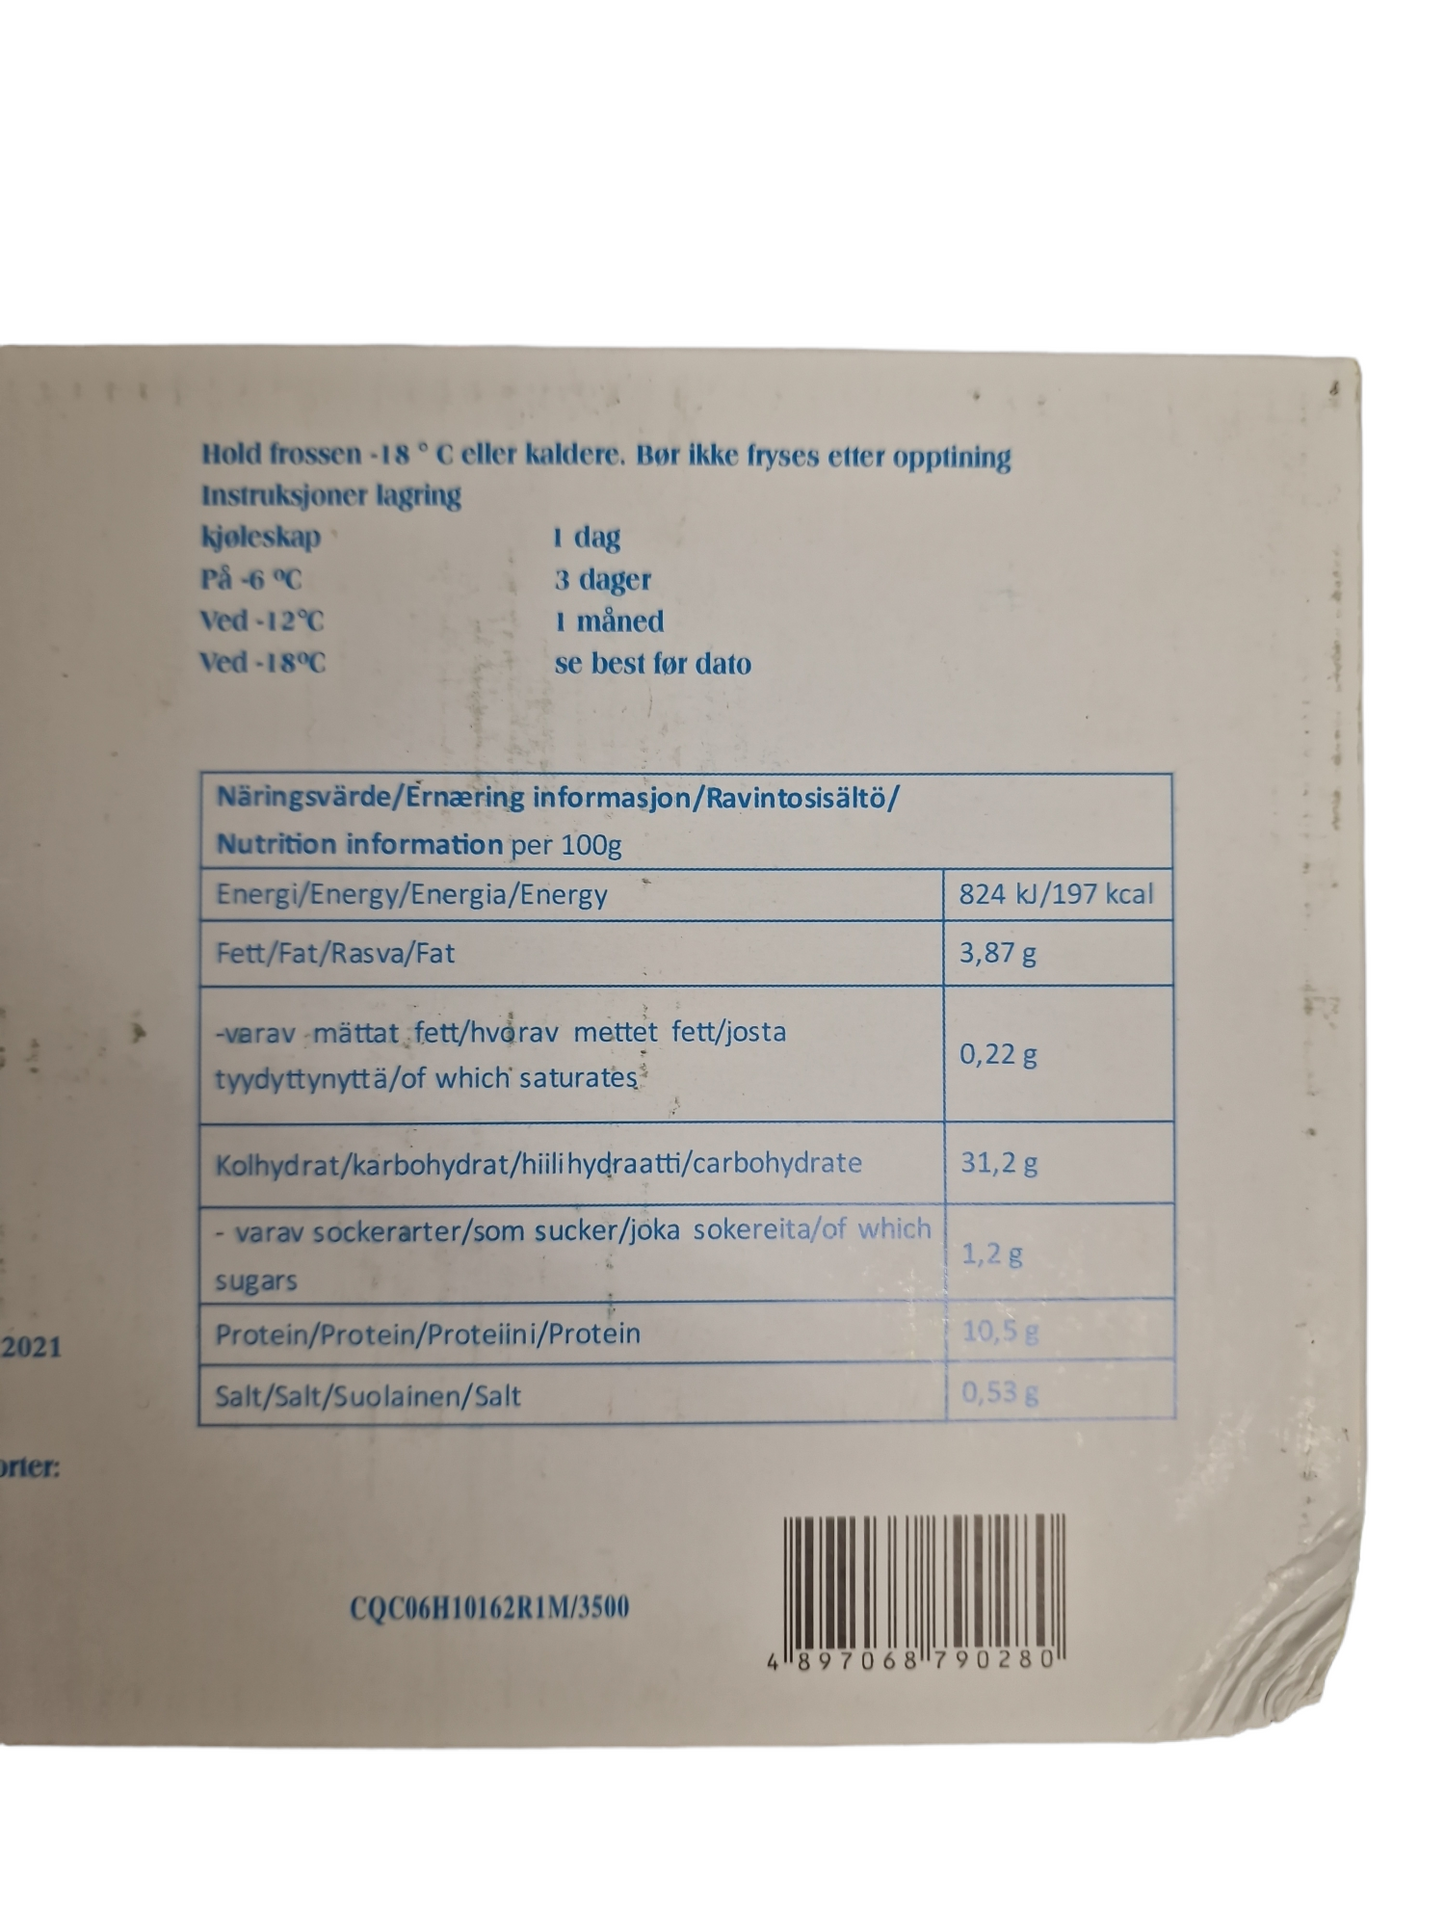 Hold frossen -18 ° C eller kaldere. Bør ikke fryses etter opptining
Instruksjoner lagring
kjøleskap 1 dag
På -6 ºC 3 dager
Ved -12ºC 1 måned
Ved -18ºC se best før dato
Näringsvärde/Ernæring informasjon/Ravintosisältö/
Nutrition information per 100g
Energi/Energy/Energia/Energy 824 kJ/197 kcal
Fett/Fat/Rasva/Fat 3,87 g
-varav mättat fett/hvorav mettet fett/josta
tyydyttynyttä/of which saturates
0,22 g
Kolhydrat/karbohydrat/hiilihydraatti/carbohydrate 31,2 g
- varav sockerarter/som sucker/joka sokereita/of which
sugars
1,2 g
Protein/Protein/Proteiini/Protein 10,5 g
Salt/Salt/Suolainen/Salt 0,53 g
2021
orter:
CQC06H10162R1M/3500
4 897068 790280